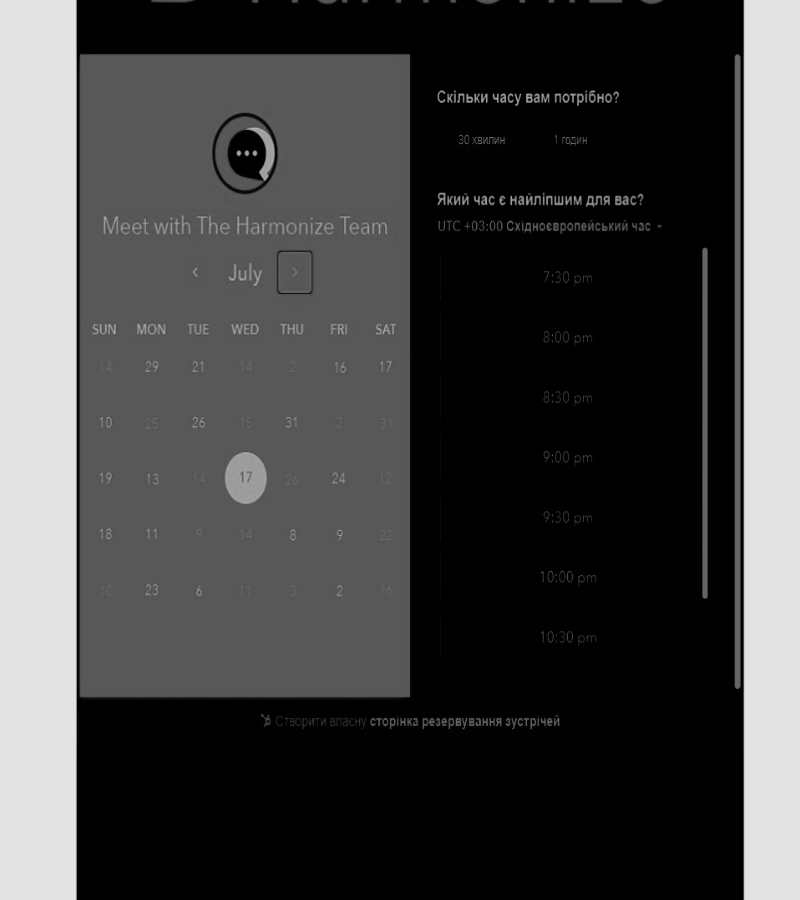 Harmonize
Meet with The Harmonize Team
July
SUN MON TUE WED THU FRI SAT
14 29 21 14 2 16 17
10 25 26 15 31 2 31
19 13 14 17 26 24 12
18 11 9 14 8 9 22
10 23 6 11 3 2 16
Скільки часу вам потрібно?
30 хвилин 1 годин
Який час є найліпшим для вас?
UTC +03:00 Східноєвропейський час
7:30 pm
8:00 pm
8:30 pm
9:00 pm
9:30 pm
10:00 pm
10:30 pm
Створити власну сторінка резервування зустрічей